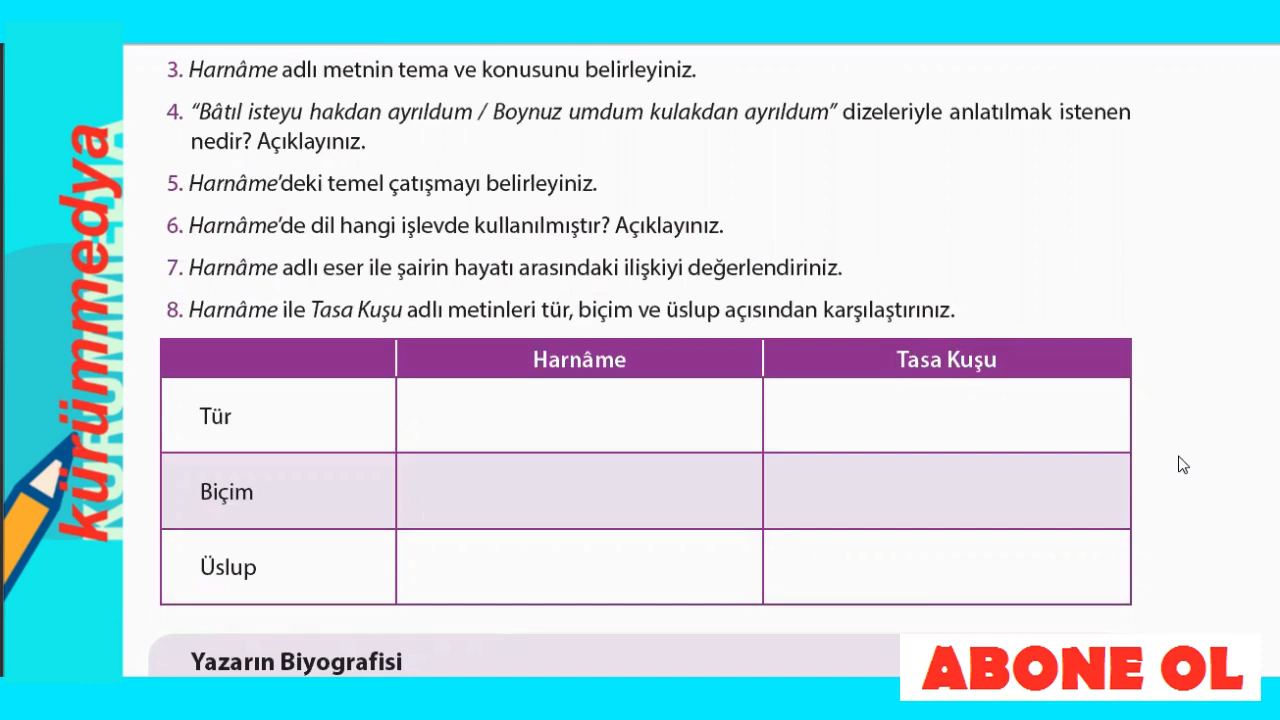 3. Harnâme adlı metnin tema ve konusunu belirleyiniz.
4. “Bâtıl isteyu hakdan ayrıldum / Boynuz umdum kulakdan ayrıldum” dizeleriyle anlatılmak istenen
nedir? Açıklayınız.
5. Harnâme’deki temel çatışmayı belirleyiniz.
6. Harnâme’de dil hangi işlevde kullanılmıştır? Açıklayınız.
7. Harnâme adlı eser ile şairin hayatı arasındaki ilişkiyi değerlendiriniz.
8. Harnâme ile Tasa Kuşu adlı metinleri tür, biçim ve üslup açısından karşılaştırınız.
Harnâme Tasa Kuşu
Tür
Biçim
Üslup
Yazarın Biyografisi
kürümmedya
KÜRÜMMEDYA
ABONE OL